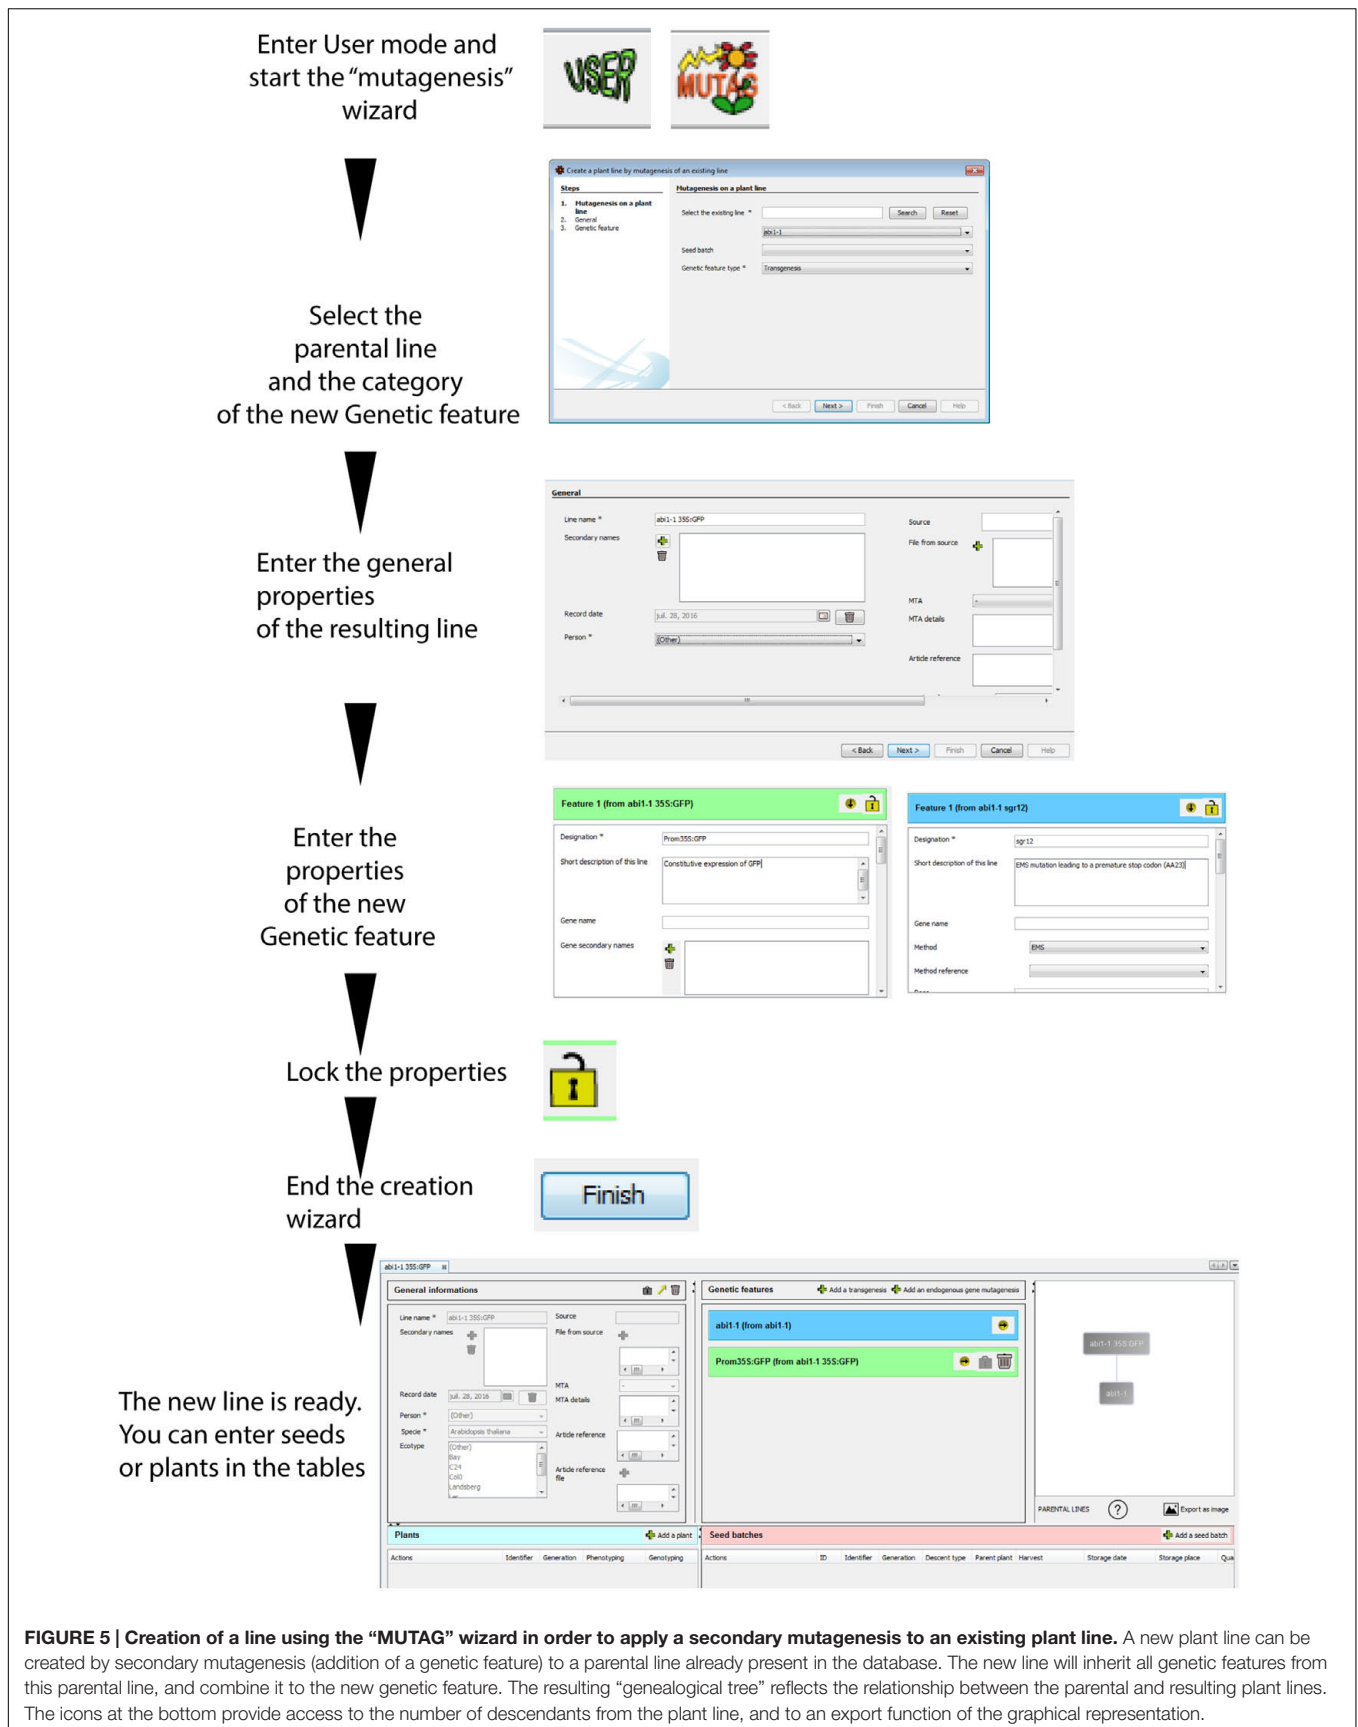 Enter User mode and
start the “mutagenesis”
wizard
USER
MUTAG
Create a plant line by mutagenesis of an existing line
Steps
1. Mutagenesis on a plant
line
2. General
3. Genetic feature
Mutagenesis on a plant line
Select the existing line *
Search
Reset
abi1-1
Seed batch
Genetic feature type *
Transgenesis
< Back
Next >
Finish
Cancel
Help
Select the
parental line
and the category
of the new Genetic feature
General
Line name *
abi1-1 35S:GFP
Secondary names
Record date
juil. 28, 2016
Person *
(Other)
Source
File from source
MTA
-
MTA details
Article reference
< Back
Next >
Finish
Cancel
Help
Enter the general
properties
of the resulting line
Feature 1 (from abi1-1 35S:GFP)
Designation *
Prom35S:GFP
Short description of this line
Constitutive expression of GFP
Gene name
Gene secondary names
Feature 1 (from abi1-1 sgr12)
Designation *
sgr12
Short description of this line
EMS mutation leading to a premature stop codon (AA23)
Gene name
Method
EMS
Method reference
Enter the
properties
of the new
Genetic feature
Lock the properties
End the creation
wizard
Finish
abi1-1 35S:GFP
General informations
Line name *
abi1-1 35S:GFP
Secondary names
Record date
juil. 28, 2016
Person *
(Other)
Specie *
Arabidopsis thaliana
Ecotype
(Other)
Bay
C24
Col0
Landsberg
Source
File from source
MTA
-
MTA details
Article reference
Article reference
file
Genetic features
Add a transgenesis
Add an endogenous gene mutagenesis
abi1-1 (from abi1-1)
Prom35S:GFP (from abi1-1 35S:GFP)
abi1-1 35S:GFP
abi1-1
PARENTAL LINES
?
Export as image
The new line is ready.
You can enter seeds
or plants in the tables
Plants
Add a plant
Actions Identifier Generation Phenotyping Genotyping
Seed batches
Add a seed batch
Actions ID Identifier Generation Descent type Parent plant Harvest Storage date Storage place Qua
FIGURE 5 | Creation of a line using the “MUTAG” wizard in order to apply a secondary mutagenesis to an existing plant line. A new plant line can be
created by secondary mutagenesis (addition of a genetic feature) to a parental line already present in the database. The new line will inherit all genetic features from
this parental line, and combine it to the new genetic feature. The resulting “genealogical tree” reflects the relationship between the parental and resulting plant lines.
The icons at the bottom provide access to the number of descendants from the plant line, and to an export function of the graphical representation.